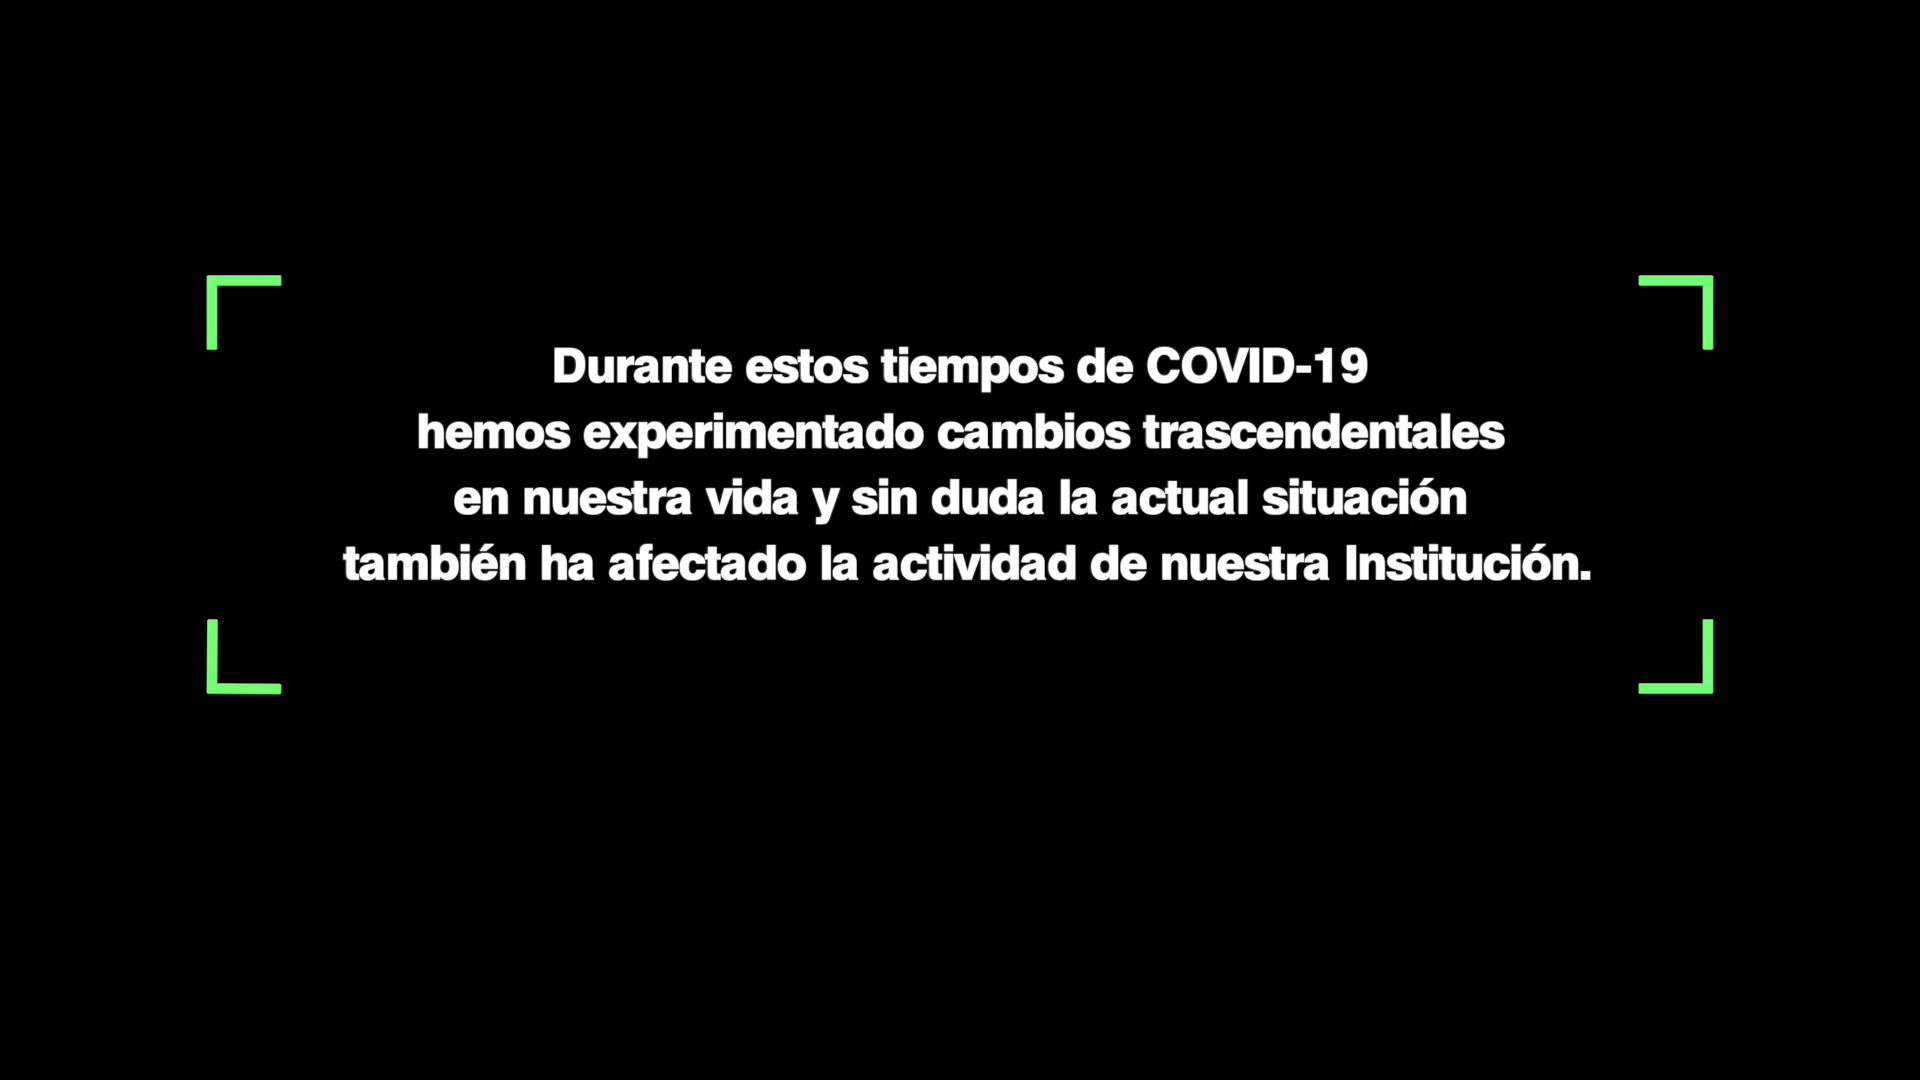 Durante estos tiempos de COVID-19
hemos experimentado cambios trascendentales
en nuestra vida y sin duda la actual situación
también ha afectado la actividad de nuestra Institución.